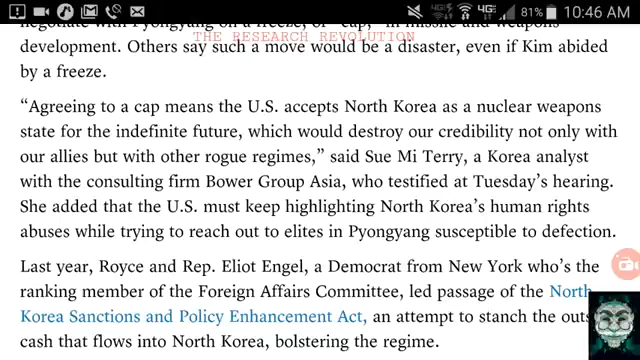 81% 10:46 AM
THE RESEARCH REVOLUTION
development. Others say such a move would be a disaster, even if Kim abided
by a freeze.
“Agreeing to a cap means the U.S. accepts North Korea as a nuclear weapons
state for the indefinite future, which would destroy our credibility not only with
our allies but with other rogue regimes,” said Sue Mi Terry, a Korea analyst
with the consulting firm Bower Group Asia, who testified at Tuesday’s hearing.
She added that the U.S. must keep highlighting North Korea’s human rights
abuses while trying to reach out to elites in Pyongyang susceptible to defection.
Last year, Royce and Rep. Eliot Engel, a Democrat from New York who’s the
ranking member of the Foreign Affairs Committee, led passage of the North
Korea Sanctions and Policy Enhancement Act, an attempt to stanch the
cash that flows into North Korea, bolstering the regime.